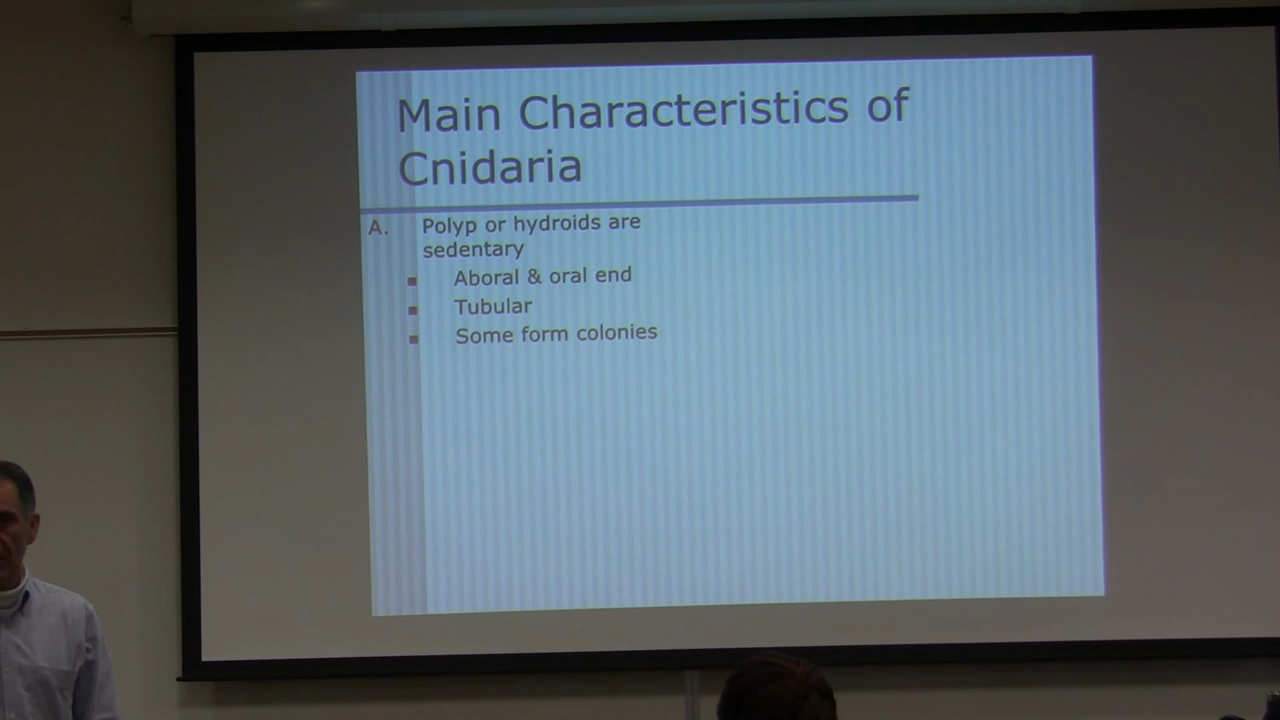 Main Characteristics of
Cnidaria
A. Polyp or hydroids are
sedentary
■ Aboral & oral end
■ Tubular
■ Some form colonies